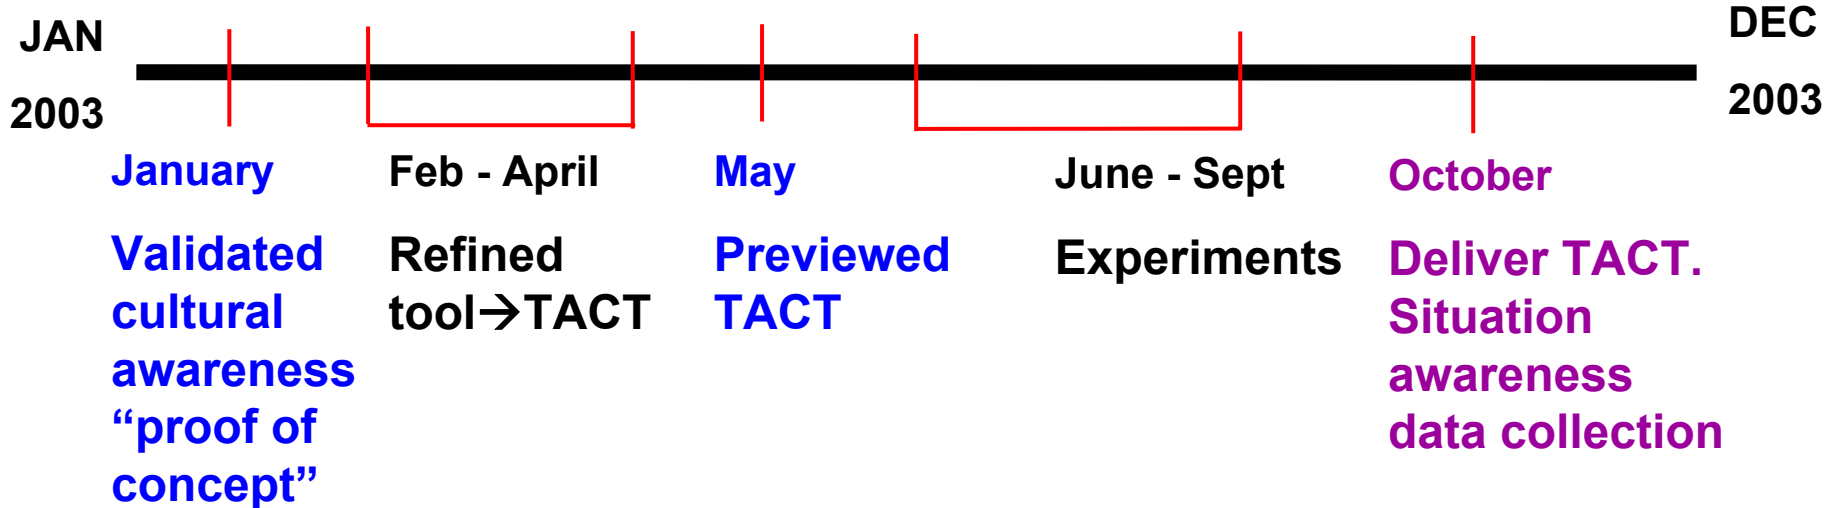 JAN
2003
DEC
2003
January
Validated
cultural
awareness
“proof of
concept”
Feb - April
Refined
tool→TACT
May
Previewed
TACT
June - Sept
Experiments
October
Deliver TACT.
Situation
awareness
data collection